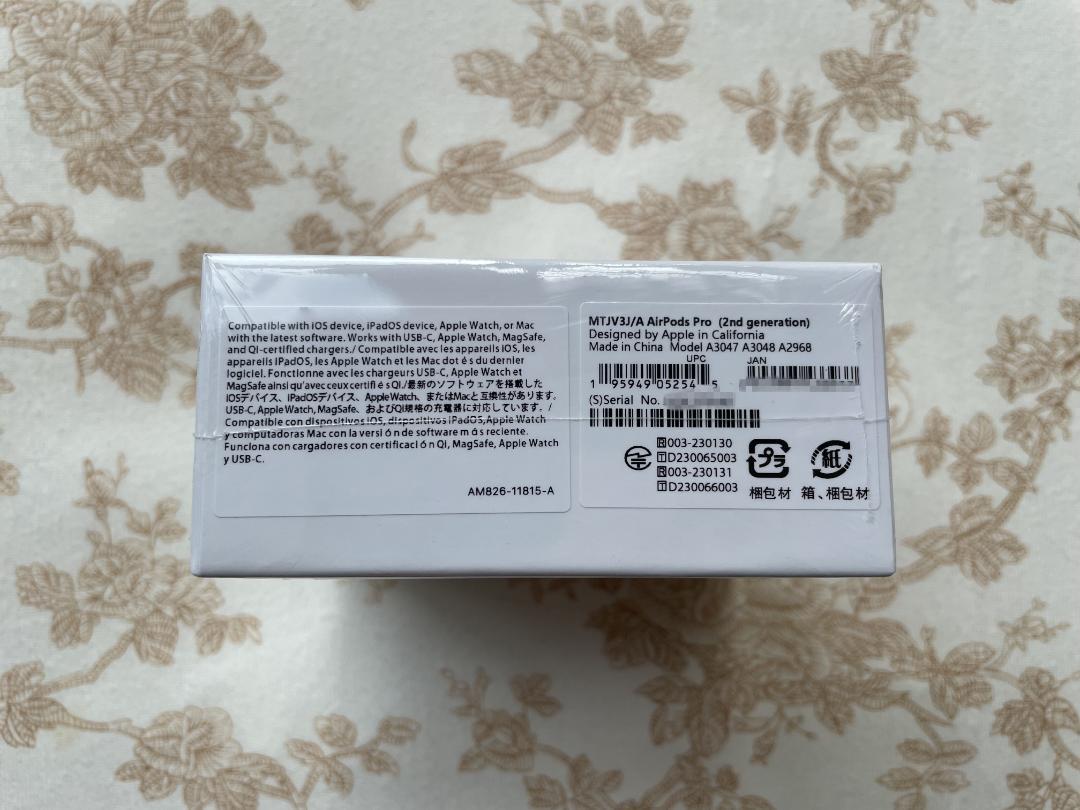 Compatible with iOS device, iPadOS device, Apple Watch, or Mac
with the latest software. Works with USB-C, Apple Watch, MagSafe,
and QI-certified chargers./ Compatible avec les appareils iOS, les
appareils iPadOS, les Apple Watch et les Mac dot é s du dernier
logiciel. Fonctionne avec les chargeurs USB-C, Apple Watch et
MagSafe ainsi qu'avec ceux certifi é s QI./最新のソフトウェアを搭載した
iOSデバイス、iPadOSデバイス、Apple Watch、またはMacと互換性があります。
USB-C, Apple Watch, MagSafe、およびQi規格の充電器に対応しています。/
Compatible con dispositivos iOS, dispositivos iPadOS, Apple Watch
y computadoras Mac con la versi ó n de software m á s reciente.
Funciona con cargadores con certificaci ó n Qi, MagSafe, Apple Watch
y USB-C.
AM826-11815-A
MTJV3J/A AirPods Pro (2nd generation)
Designed by Apple in California
Made in China Model A3047 A3048 A2968
UPC
JAN
1 95949 05254 5
(S)Serial No.
R 003-230130
T D230065003
R 003-230131
T D230066003
プラ
紙
梱包材
箱、梱包材